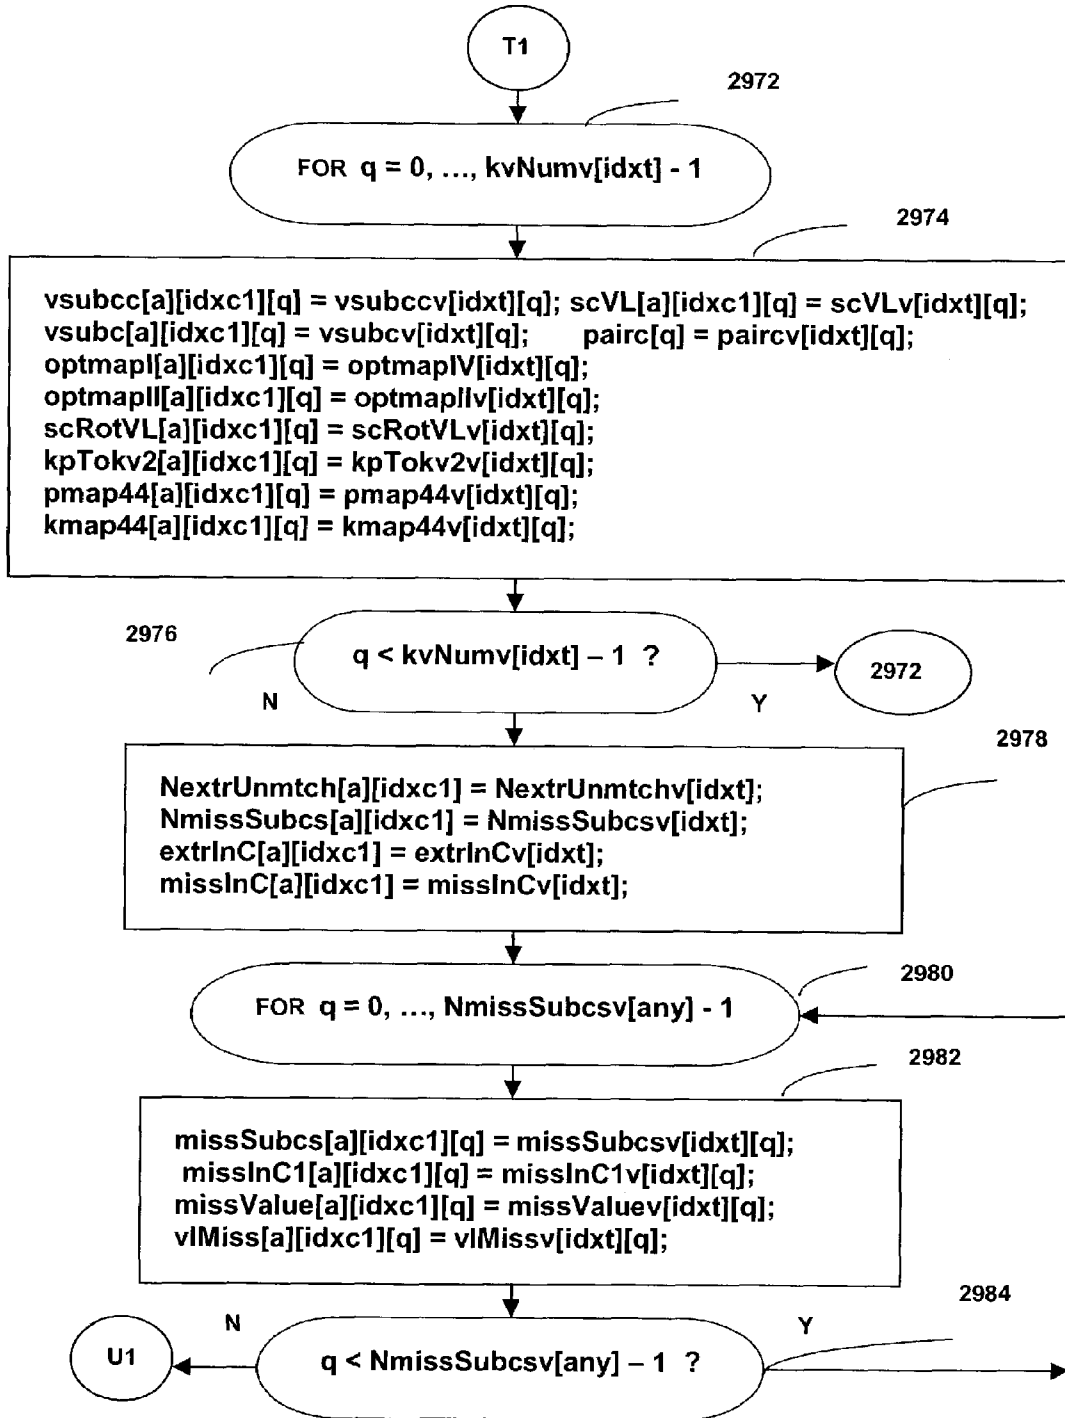 T1
2972
FOR q = 0, ..., kvNumv[idxt] - 1
2974
vsubcc[a][idxc1][q] = vsubccv[idxt][q]; scVL[a][idxc1][q] = scVLv[idxt][q];
vsubc[a][idxc1][q] = vsubcv[idxt][q]; pairc[q] = paircv[idxt][q];
optmapI[a][idxc1][q] = optmapIV[idxt][q];
optmapII[a][idxc1][q] = optmapIIv[idxt][q];
scRotVL[a][idxc1][q] = scRotVLv[idxt][q];
kpTokv2[a][idxc1][q] = kpTokv2v[idxt][q];
pmap44[a][idxc1][q] = pmap44v[idxt][q];
kmap44[a][idxc1][q] = kmap44v[idxt][q];
2976
q < kvNumv[idxt] – 1 ?
2972
N
Y
2978
NextrUnmtch[a][idxc1] = NextrUnmtchv[idxt];
NmissSubcs[a][idxc1] = NmissSubcsv[idxt];
extrInC[a][idxc1] = extrInCv[idxt];
missInC[a][idxc1] = missInCv[idxt];
2980
FOR q = 0, ..., NmissSubcsv[any] - 1
2982
missSubcs[a][idxc1][q] = missSubcsv[idxt][q];
missInC1[a][idxc1][q] = missInC1v[idxt][q];
missValue[a][idxc1][q] = missValuev[idxt][q];
vlMiss[a][idxc1][q] = vlMissv[idxt][q];
2984
N
Y
U1
q < NmissSubcsv[any] – 1 ?